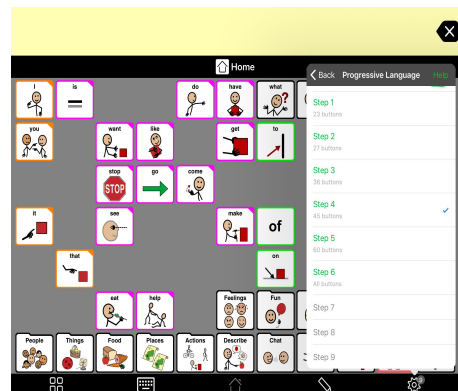 Home
Back Progressive Language Help
I is do have what
Step 1
23 buttons
you want like get to
Step 2
27 buttons
Step 3
36 buttons
stop go come
STOP
Step 4
45 buttons
it see make of
Step 5
60 buttons
that on
Step 6
All buttons
eat help Feelings Fun
Step 7
Step 8
People Things Food Places Actions Describe Chat
Step 9